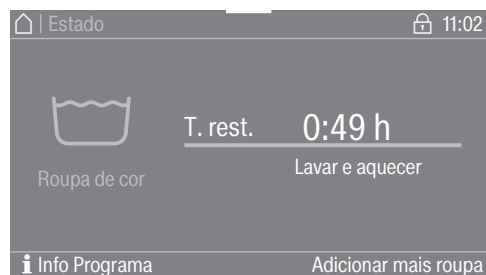 | Estado 11:02
T. rest. 0:49 h
Lavar e aquecer
Roupa de cor
i Info Programa Adicionar mais roupa